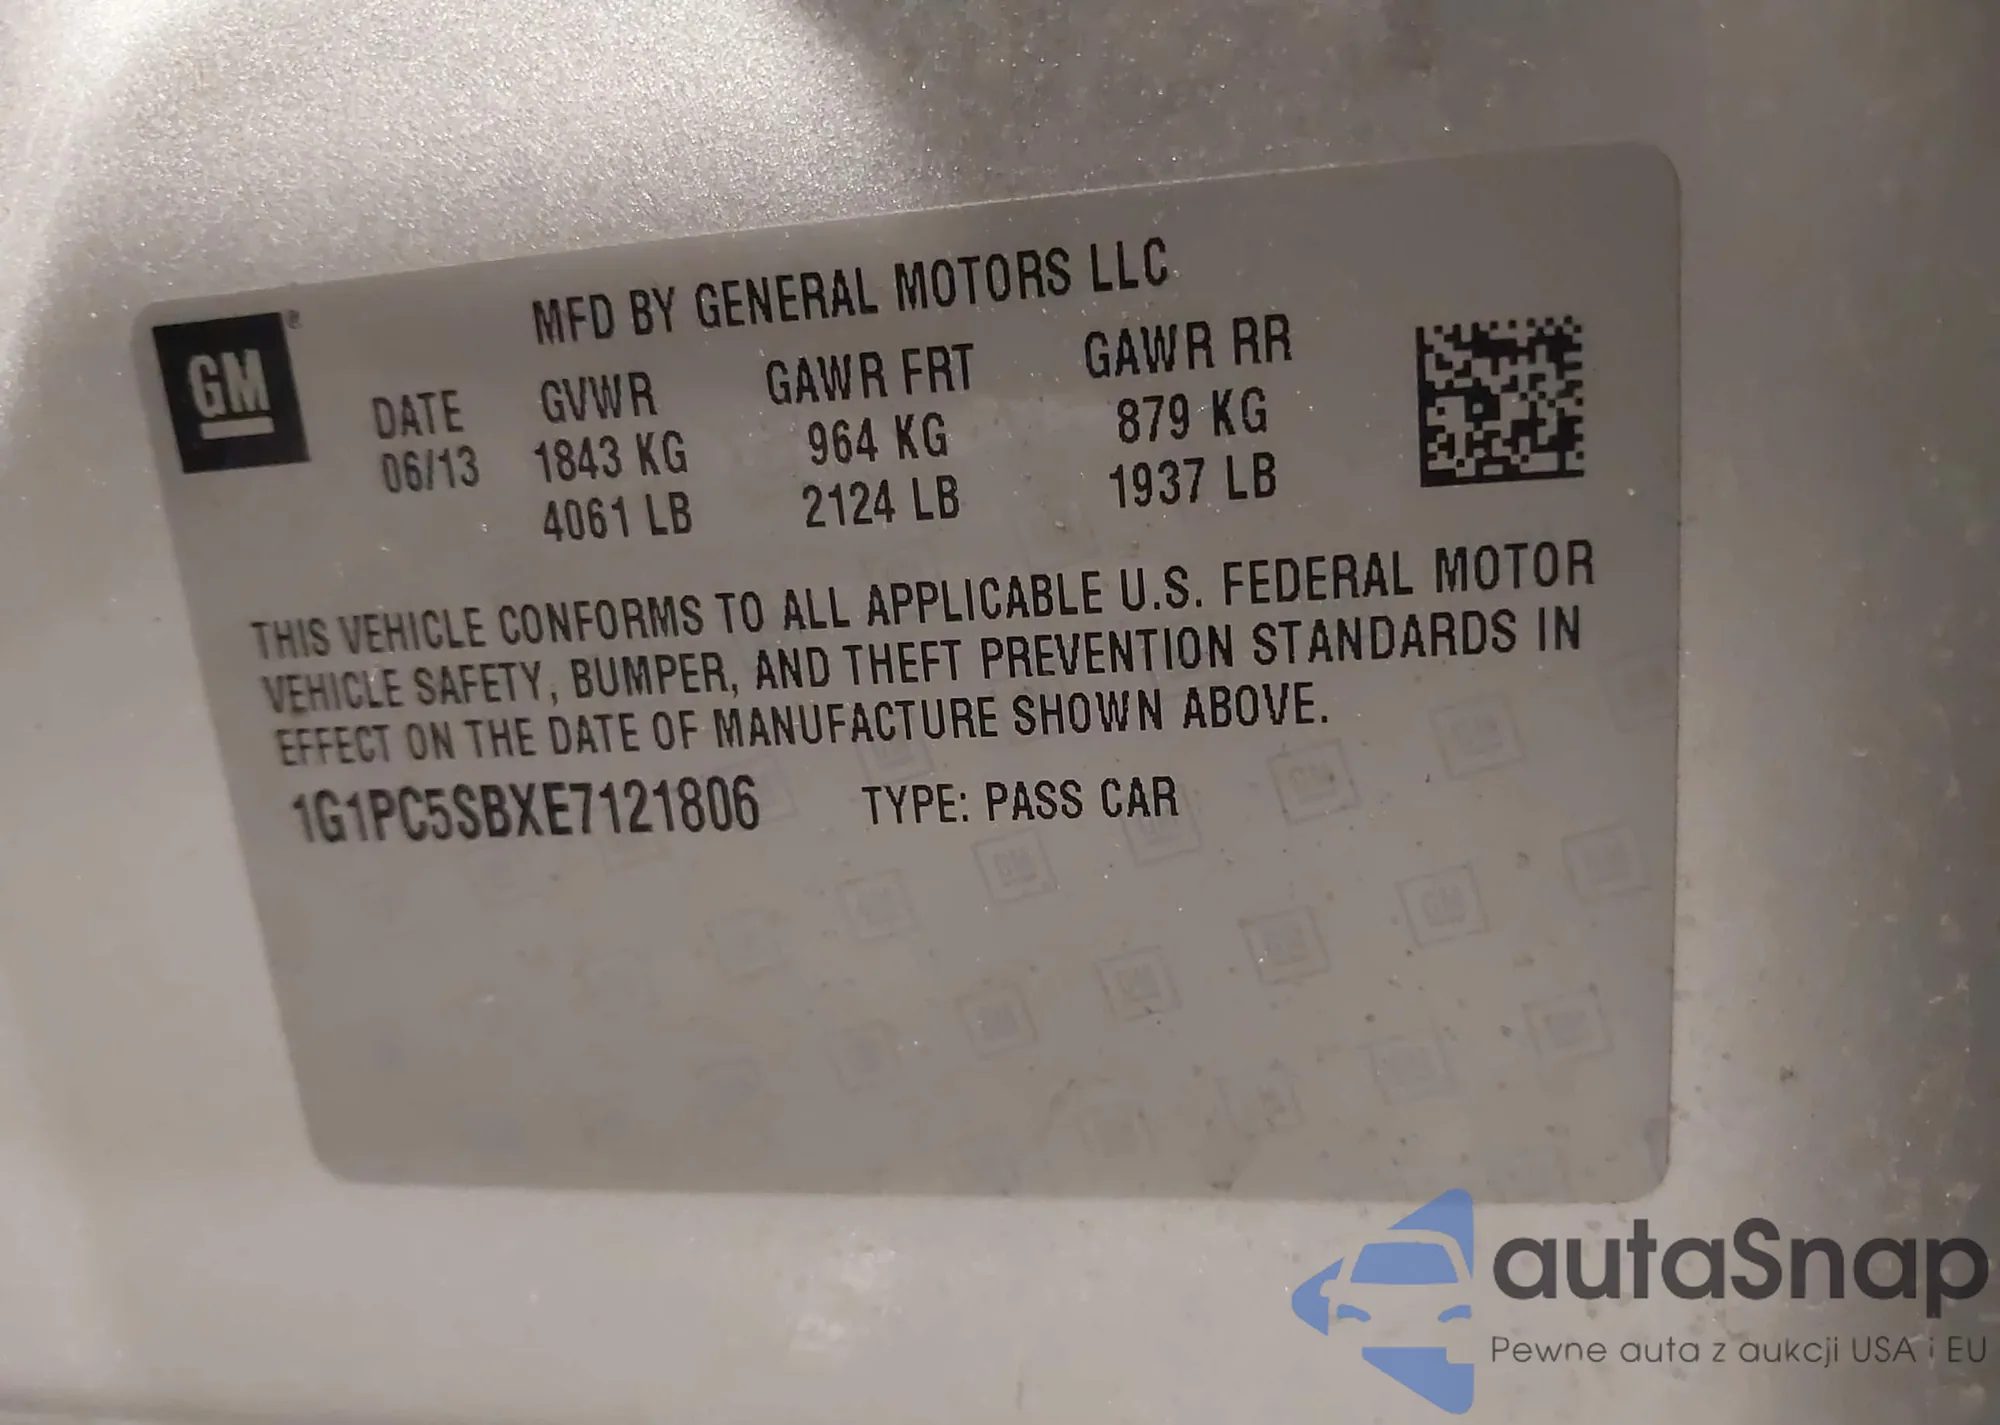 MFD BY GENERAL MOTORS LLC
GM ®
DATE GVWR GAWR FRT GAWR RR
06/13 1843 KG 964 KG 879 KG
4061 LB 2124 LB 1937 LB
THIS VEHICLE CONFORMS TO ALL APPLICABLE U.S. FEDERAL MOTOR
VEHICLE SAFETY, BUMPER, AND THEFT PREVENTION STANDARDS IN
EFFECT ON THE DATE OF MANUFACTURE SHOWN ABOVE.
1G1PC5SBXE7121806 TYPE: PASS CAR
autaSnap
Pewne auta z aukcji USA i EU